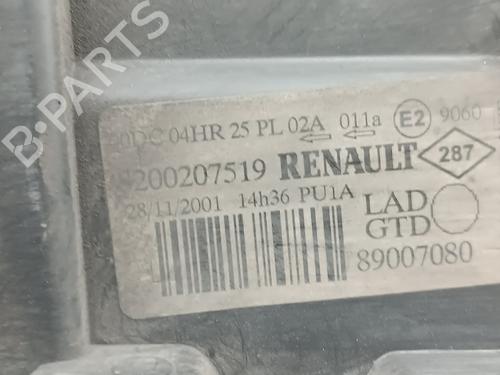 B-PARTS
DC 04HR 25 PL 02A 011a E2 9060
200207519 RENAULT 287
28/11/2001 14h36 PU1A LAD
GTD
89007080